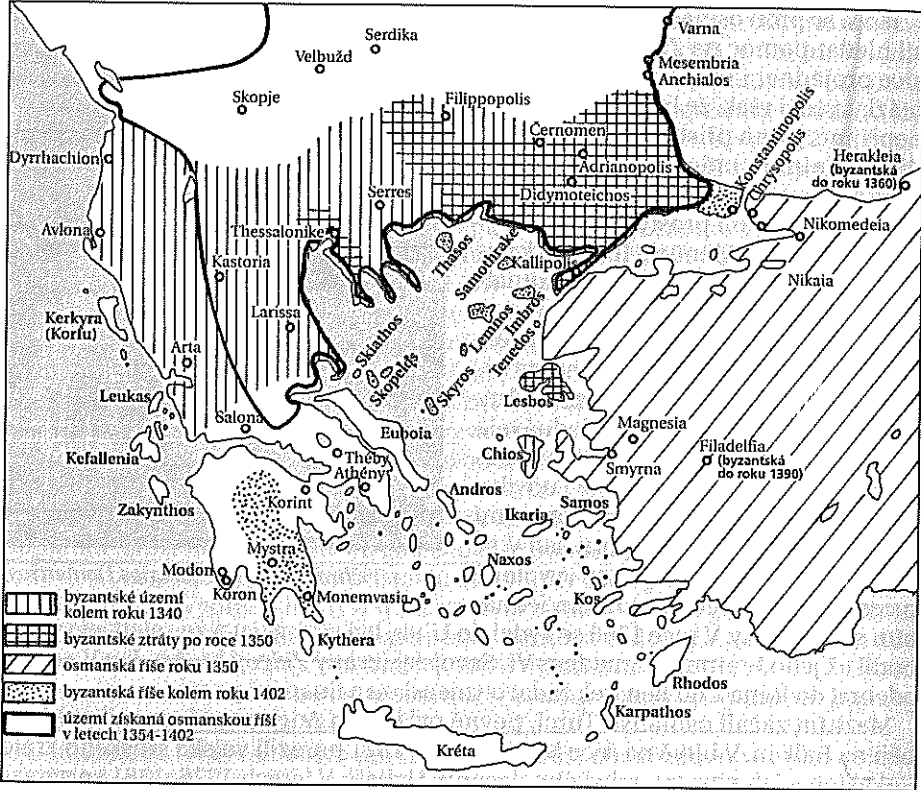 Varna
Serdika
Velbužd
Mesembria
Anchialos
Skopje
Filippopolis
Konstantinopolis
Černomen
Chrysopolis
Dyrrhachion
Adrianopolis
Herakleia
(byzantská
do roku 1360)
Didymoteichos
Serres
Avlona
Thessalonike
Nikomedeia
Thasos
Samothrake
Kallipolis
Kastoria
Nikaia
Kerkyra
(Korfu)
Larissa
Lemnos
Imbros
Tenedos
Skiathos
Arta
Skopelos
Skyros
Leukas
Lesbos
Salona
Euboia
Magnesia
Filadelfia
(byzantská
do roku 1390)
Kefallenia
Théby
Chios
Smyrna
Athény
Zakynthos
Korint
Andros
Samos
Ikaria
Mystra
Naxos
Modon
Koron
Monemvasia
Kos
byzantské území
kolem roku 1340
byzantské ztráty po roce 1350
Kythera
osmanská říše roku 1350
Rhodos
byzantská říše kolem roku 1402
Karpathos
území získaná osmanskou říší
v letech 1354-1402
Kréta